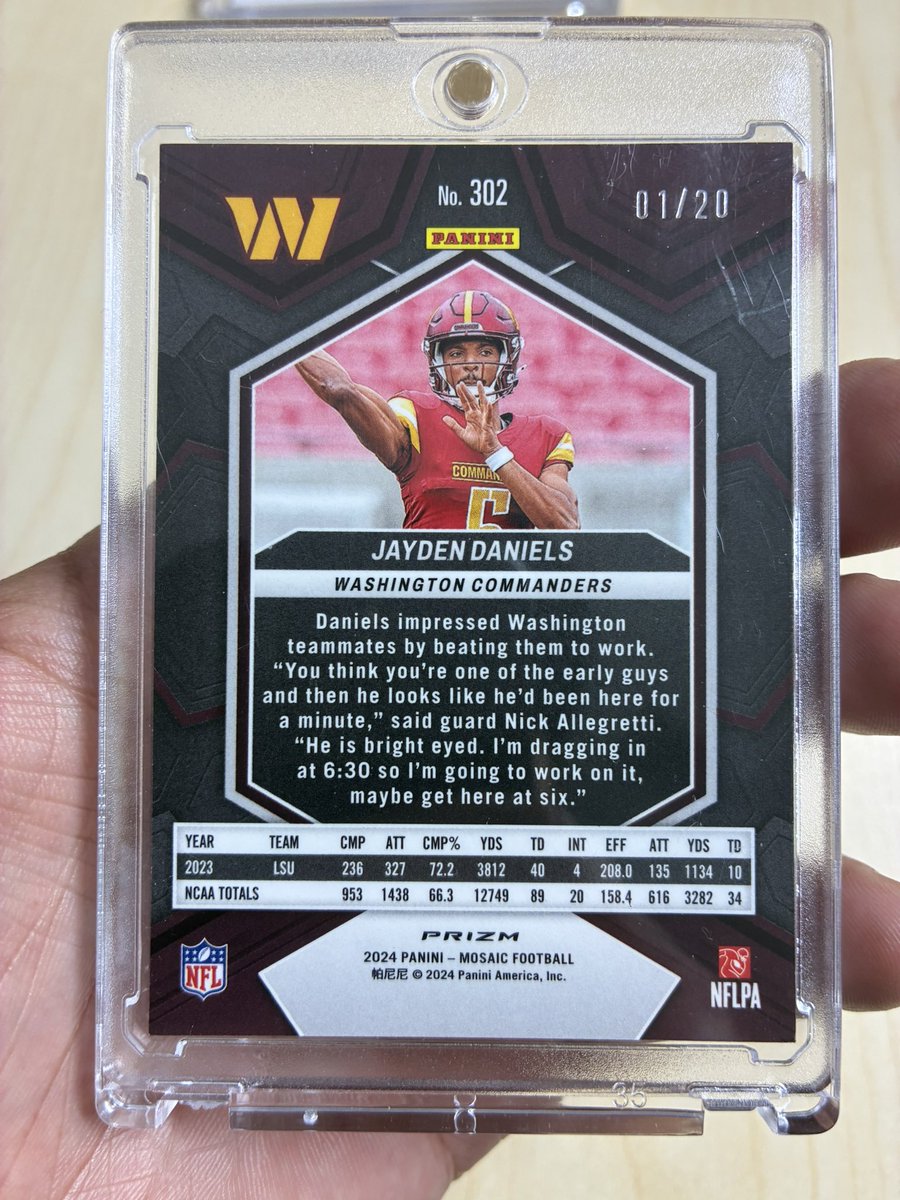 No. 302
01/20
PANINI
COMMAN
6
JAYDEN DANIELS
WASHINGTON COMMANDERS
Daniels impressed Washington
teammates by beating them to work.
“You think you’re one of the early guys
and then he looks like he’d been here for
a minute,” said guard Nick Allegretti.
“He is bright eyed. I’m dragging in
at 6:30 so I’m going to work on it,
maybe get here at six.”
YEAR TEAM CMP ATT CMP% YDS TD INT EFF ATT YDS TD
2023 LSU 236 327 72.2 3812 40 4 208.0 135 1134 10
NCAA TOTALS 953 1438 66.3 12749 89 20 158.4 616 3282 34
PRIZM
2024 PANINI – MOSAIC FOOTBALL
帕尼尼 © 2024 Panini America, Inc.
NFL
NFLPA
35